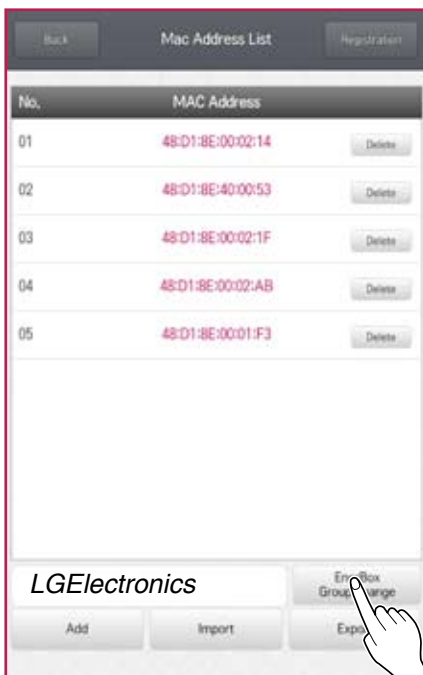 Back Mac Address List Registration
No. MAC Address
01 48:D1:8E:00:02:14 Delete
02 48:D1:8E:40:00:53 Delete
03 48:D1:8E:00:02:1F Delete
04 48:D1:8E:00:02:AB Delete
05 48:D1:8E:00:01:F3 Delete
LGElectronics
Add Import